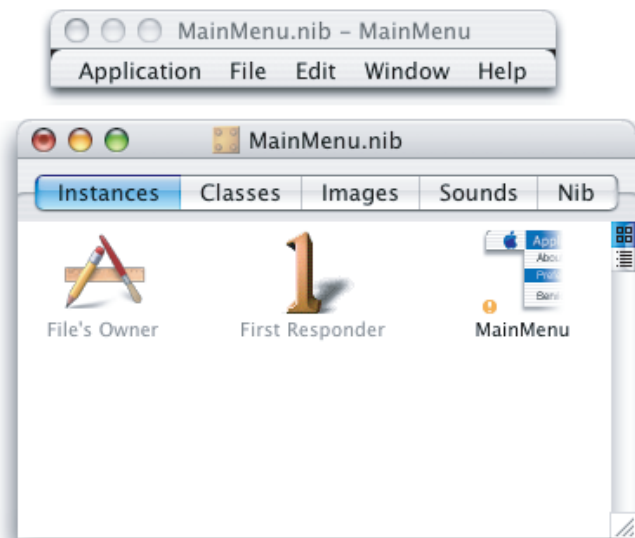 MainMenu.nib – MainMenu
Application File Edit Window Help
MainMenu.nib
Instances Classes Images Sounds Nib
1
File's Owner First Responder MainMenu